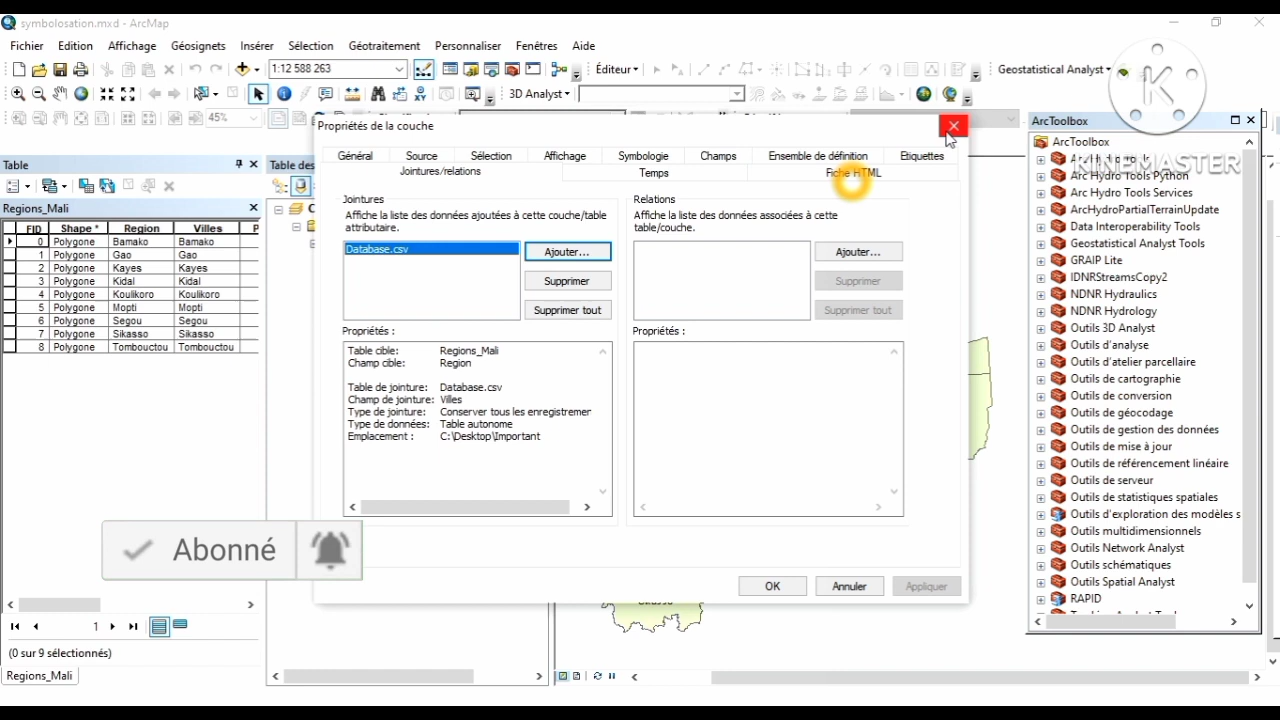 symbolosation.mxd - ArcMap
Fichier Edition Affichage Géosignets Insérer Sélection Géotraitement Personnaliser Fenêtres Aide
1:12 588 263
Éditeur
Geostatistical Analyst
3D Analyst
45%
K
KINEMASTER
Propriétés de la couche
Général Source Sélection Affichage Symbologie Champs Ensemble de définition Etiquettes
Jointures/relations Temps Fiche HTML
Jointures
Affiche la liste des données ajoutées à cette couche/table
attributaire.
Database.csv
Ajouter...
Supprimer
Supprimer tout
Propriétés :
Table cible: Regions_Mali
Champ cible: Region
Table de jointure: Database.csv
Champ de jointure: Villes
Type de jointure: Conserver tous les enregistremen
Type de données: Table autonome
Emplacement : C:\Desktop\Important
Relations
Affiche la liste des données associées à cette
table/couche.
Ajouter...
Supprimer
Supprimer tout
Propriétés :
OK Annuler Appliquer
Table
Regions_Mali
FID Shape * Region Villes P
0 Polygone Bamako Bamako
1 Polygone Gao Gao
2 Polygone Kayes Kayes
3 Polygone Kidal Kidal
4 Polygone Koulikoro Koulikoro
5 Polygone Mopti Mopti
6 Polygone Segou Segou
7 Polygone Sikasso Sikasso
8 Polygone Tombouctou Tombouctou
1
(0 sur 9 sélectionnés)
Regions_Mali
Table des
Abonné
ArcToolbox
ArcToolbox
Arc Hydro Tools Python
Arc Hydro Tools Services
ArcHydroPartialTerrainUpdate
Data Interoperability Tools
Geostatistical Analyst Tools
GRAIP Lite
IDNRStreamsCopy2
NDNR Hydraulics
NDNR Hydrology
Outils 3D Analyst
Outils d'analyse
Outils d'atelier parcellaire
Outils de cartographie
Outils de conversion
Outils de géocodage
Outils de gestion des données
Outils de mise à jour
Outils de référencement linéaire
Outils de serveur
Outils de statistiques spatiales
Outils d'exploration des modèles s
Outils multidimensionnels
Outils Network Analyst
Outils schématiques
Outils Spatial Analyst
RAPID